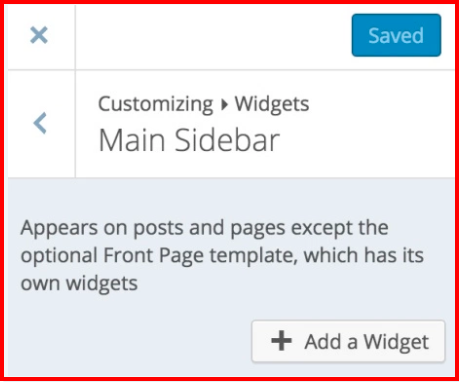 Saved
Customizing ▸ Widgets
Main Sidebar
Appears on posts and pages except the
optional Front Page template, which has its
own widgets
Add a Widget